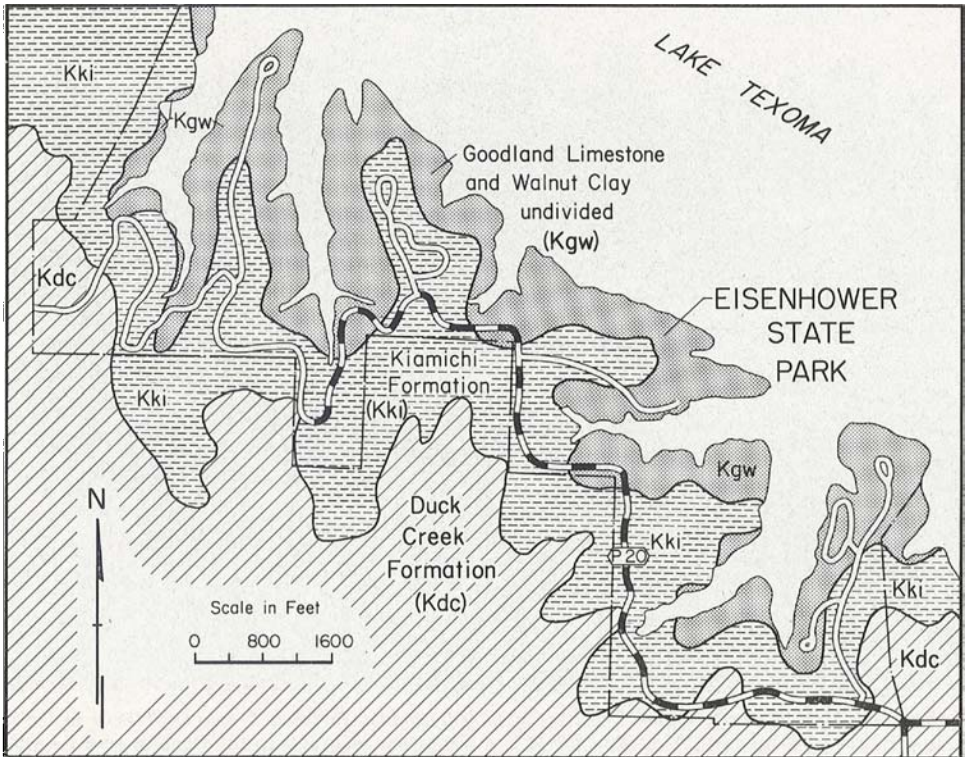 LAKE
TEXOMA
Kki
Kgw
Goodland Limestone
and Walnut Clay
undivided
(Kgw)
Kdc
EISENHOWER
STATE
PARK
Kiamichi
Formation
(Kki)
Kki
Kgw
N
Duck
Creek
Formation
(Kdc)
P20
Kki
Scale in Feet
0 800 1600
Kki
Kdc